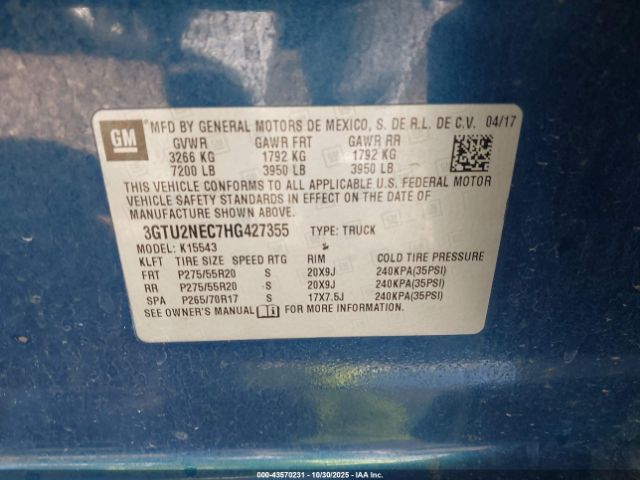 GM
MFD BY GENERAL MOTORS DE MEXICO, S. DE R.L. DE C.V. 04/17
GVWR GAWR FRT GAWR RR
3266 KG 1792 KG 1792 KG
7200 LB 3950 LB 3950 LB
THIS VEHICLE CONFORMS TO ALL APPLICABLE U.S. FEDERAL MOTOR
VEHICLE SAFETY STANDARDS IN EFFECT ON THE DATE OF
MANUFACTURE SHOWN ABOVE.
3GTU2NEC7HG427355 TYPE: TRUCK
MODEL: K15543
KLFT TIRE SIZE SPEED RTG RIM COLD TIRE PRESSURE
FRT P275/55R20 S 20X9J 240KPA(35PSI)
RR P275/55R20 S 20X9J 240KPA(35PSI)
SPA P265/70R17 S 17X7.5J 240KPA(35PSI)
SEE OWNER'S MANUAL FOR MORE INFORMATION.
000-43570231 - 10/30/2025 - IAA Inc. (copyright)